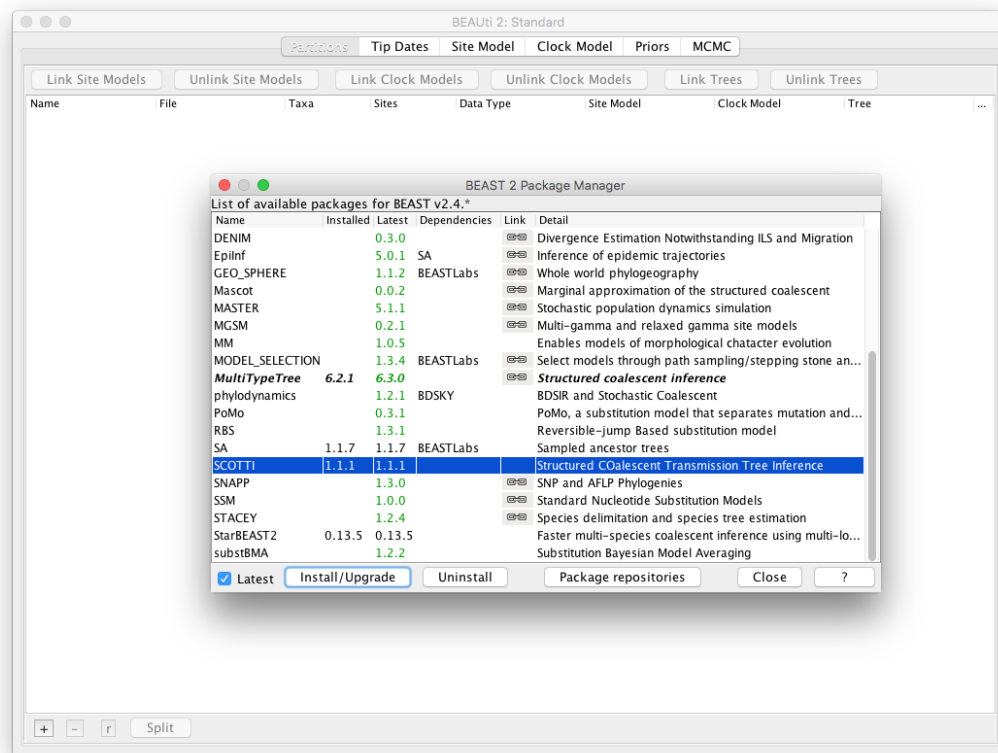 BEAUti 2: Standard
Partitions Tip Dates Site Model Clock Model Priors MCMC
Link Site Models Unlink Site Models Link Clock Models Unlink Clock Models Link Trees Unlink Trees
Name File Taxa Sites Data Type Site Model Clock Model Tree ...
BEAST 2 Package Manager
List of available packages for BEAST v2.4.*
Name Installed Latest Dependencies Link Detail
DENIM 0.3.0 Divergence Estimation Notwithstanding ILS and Migration
EpiInf 5.0.1 SA Inference of epidemic trajectories
GEO_SPHERE 1.1.2 BEASTLabs Whole world phylogeography
Mascot 0.0.2 Marginal approximation of the structured coalescent
MASTER 5.1.1 Stochastic population dynamics simulation
MGSM 0.2.1 Multi-gamma and relaxed gamma site models
MM 1.0.5 Enables models of morphological chatacter evolution
MODEL_SELECTION 1.3.4 BEASTLabs Select models through path sampling/stepping stone an...
MultiTypeTree 6.2.1 6.3.0 Structured coalescent inference
phylodynamics 1.2.1 BDSKY BDSIR and Stochastic Coalescent
PoMo 0.3.1 PoMo, a substitution model that separates mutation and...
RBS 1.3.1 Reversible-jump Based substitution model
SA 1.1.7 1.1.7 BEASTLabs Sampled ancestor trees
SCOTTI 1.1.1 1.1.1 Structured COalescent Transmission Tree Inference
SNAPP 1.3.0 SNP and AFLP Phylogenies
SSM 1.0.0 Standard Nucleotide Substitution Models
STACEY 1.2.4 Species delimitation and species tree estimation
StarBEAST2 0.13.5 0.13.5 Faster multi-species coalescent inference using multi-lo...
substBMA 1.2.2 Substitution Bayesian Model Averaging
Latest Install/Upgrade Uninstall Package repositories Close ?
+ - r Split